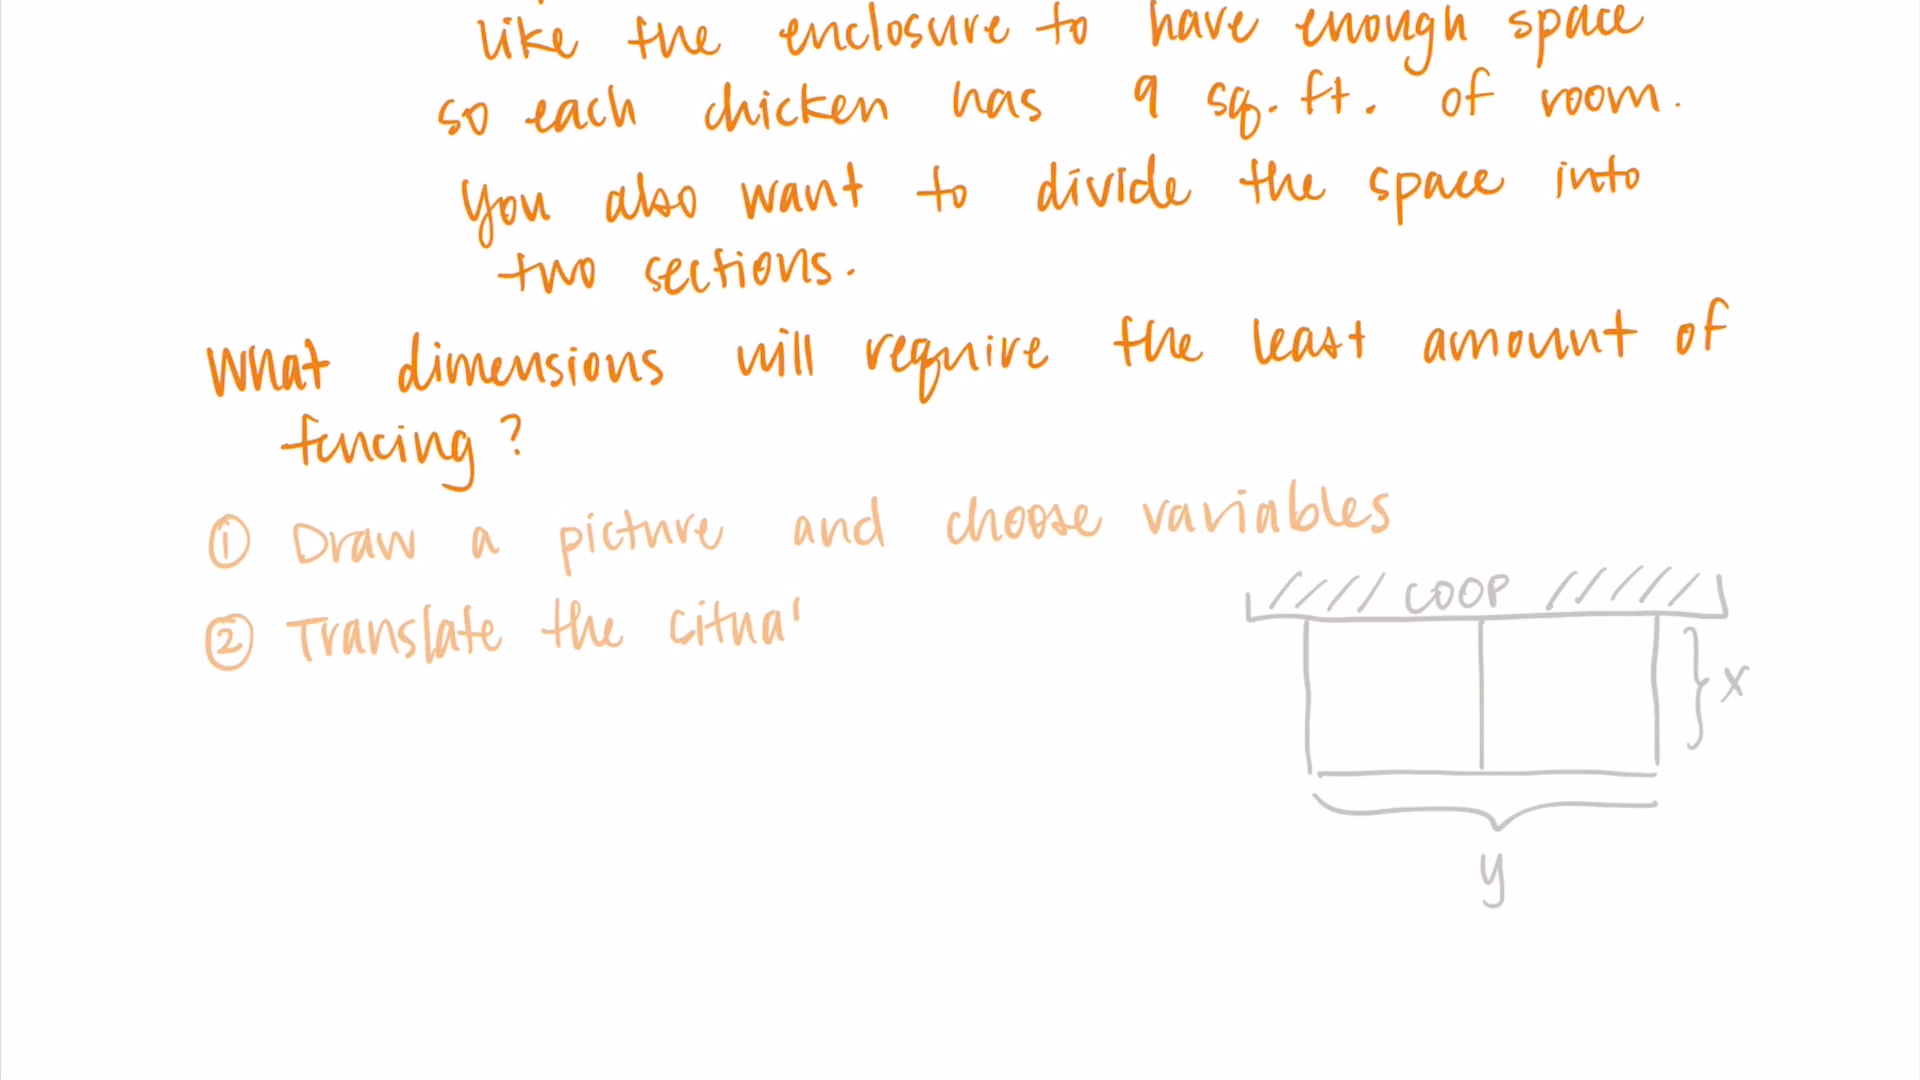 like the enclosure to have enough space
so each chicken has 9 sq. ft. of room.
You also want to divide the space into
two sections.
What dimensions will require the least amount of
fencing?
① Draw a picture and choose variables
② Translate the citua
COOP
x
y